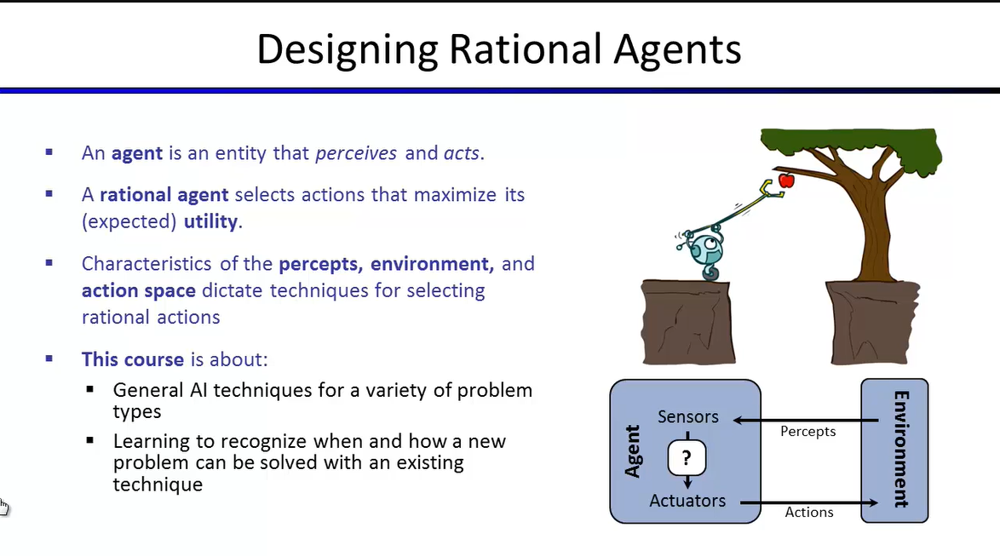 Designing Rational Agents
▪ An agent is an entity that perceives and acts.
▪ A rational agent selects actions that maximize its
(expected) utility.
▪ Characteristics of the percepts, environment, and
action space dictate techniques for selecting
rational actions
▪ This course is about:
▪ General AI techniques for a variety of problem
types
▪ Learning to recognize when and how a new
problem can be solved with an existing
technique
Agent
Sensors
?
Actuators
Percepts
Actions
Environment